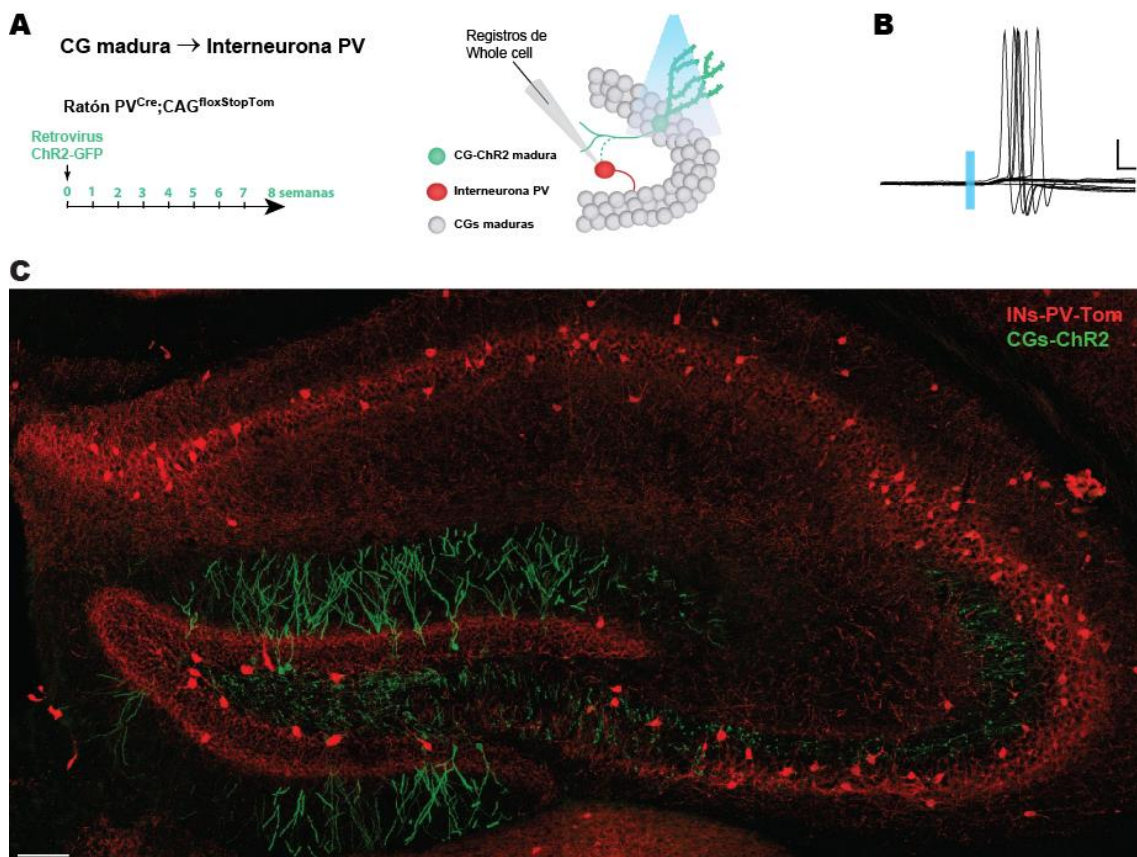 A
CG madura → Interneurona PV
Ratón PVCre;CAGfloxStopTom
Retrovirus
ChR2-GFP
0 1 2 3 4 5 6 7 8 semanas
Registros de
Whole cell
CG-ChR2 madura
Interneurona PV
CGs maduras
B
C
INs-PV-Tom
CGs-ChR2